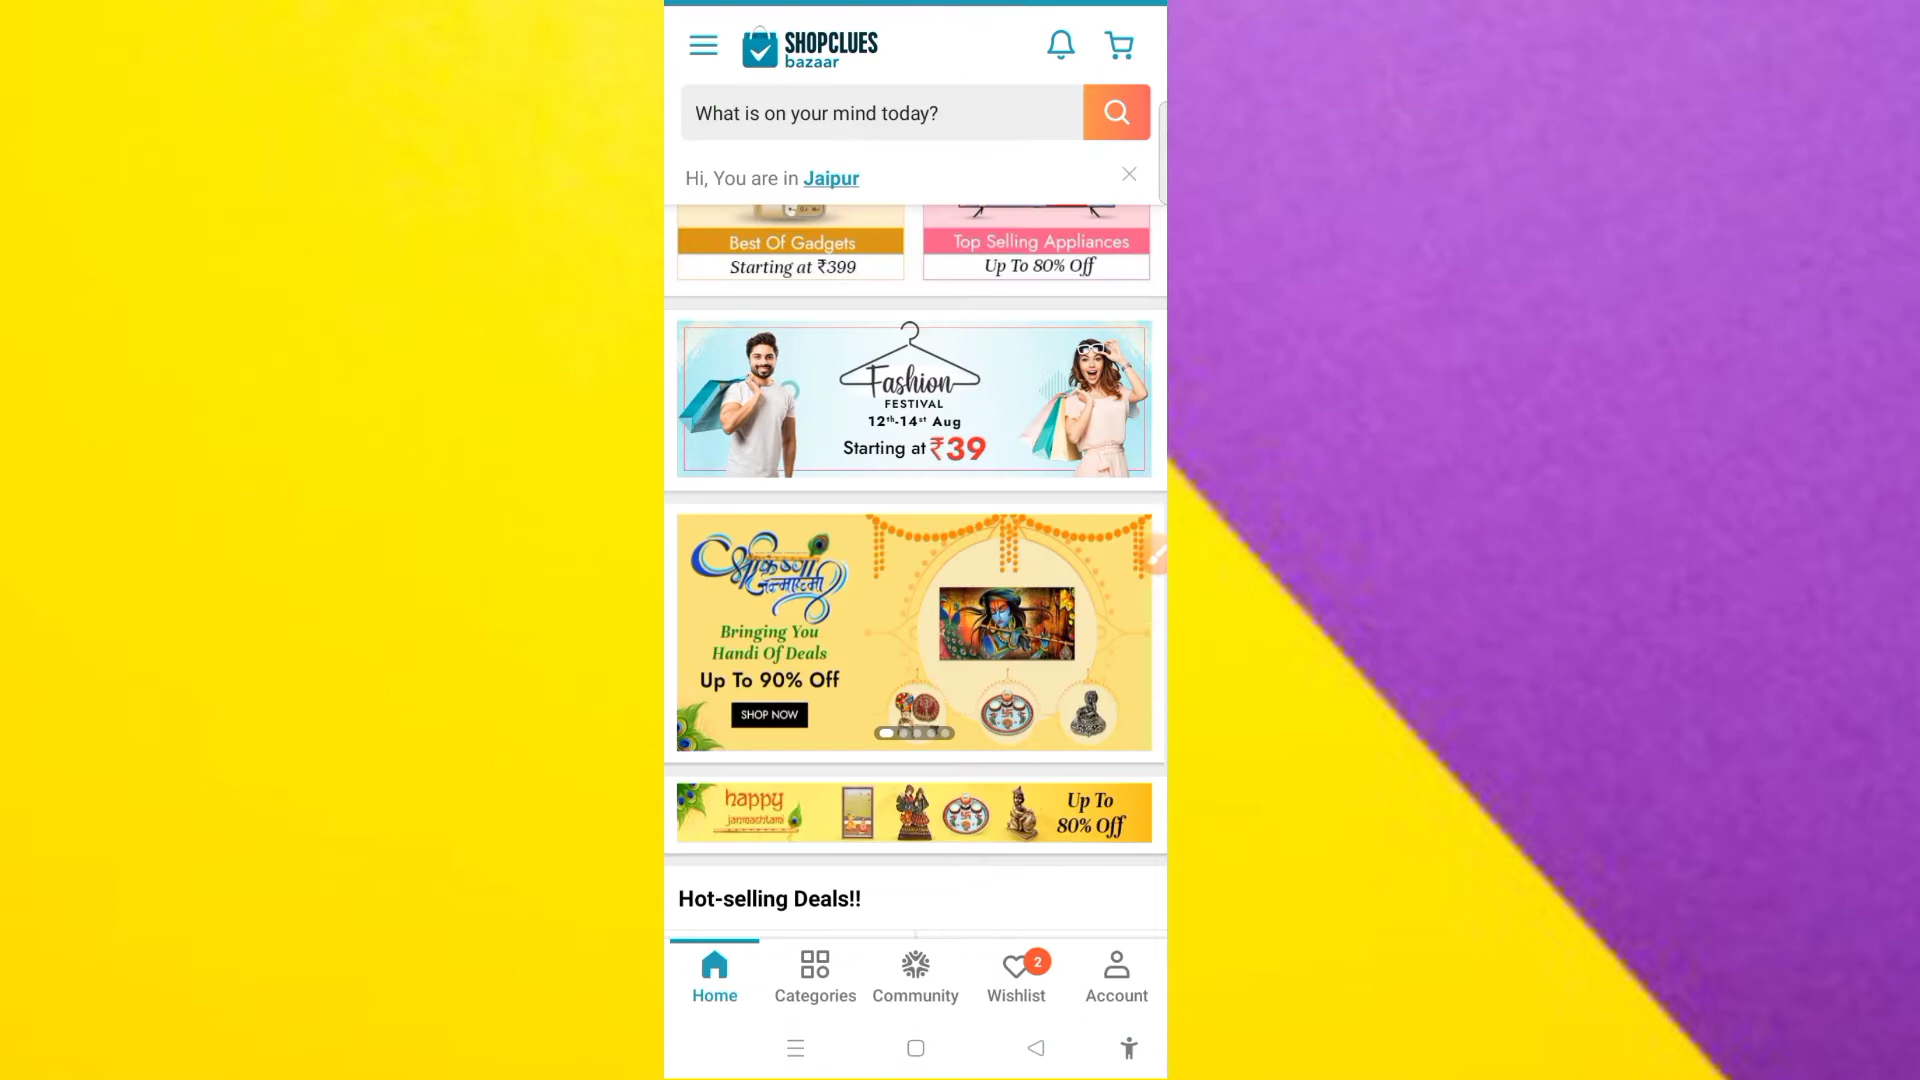 SHOPCLUES
bazaar
What is on your mind today?
Hi, You are in Jaipur
Best Of Gadgets
Starting at ₹399
Top Selling Appliances
Up To 80% Off
Fashion
FESTIVAL
12th-14st Aug
Starting at ₹39
श्रीकृष्णा
जन्माष्टमी
Bringing You
Handi Of Deals
Up To 90% Off
SHOP NOW
happy
janmashtami
Up To
80% Off
Hot-selling Deals!!
2
Home
Categories
Community
Wishlist
Account